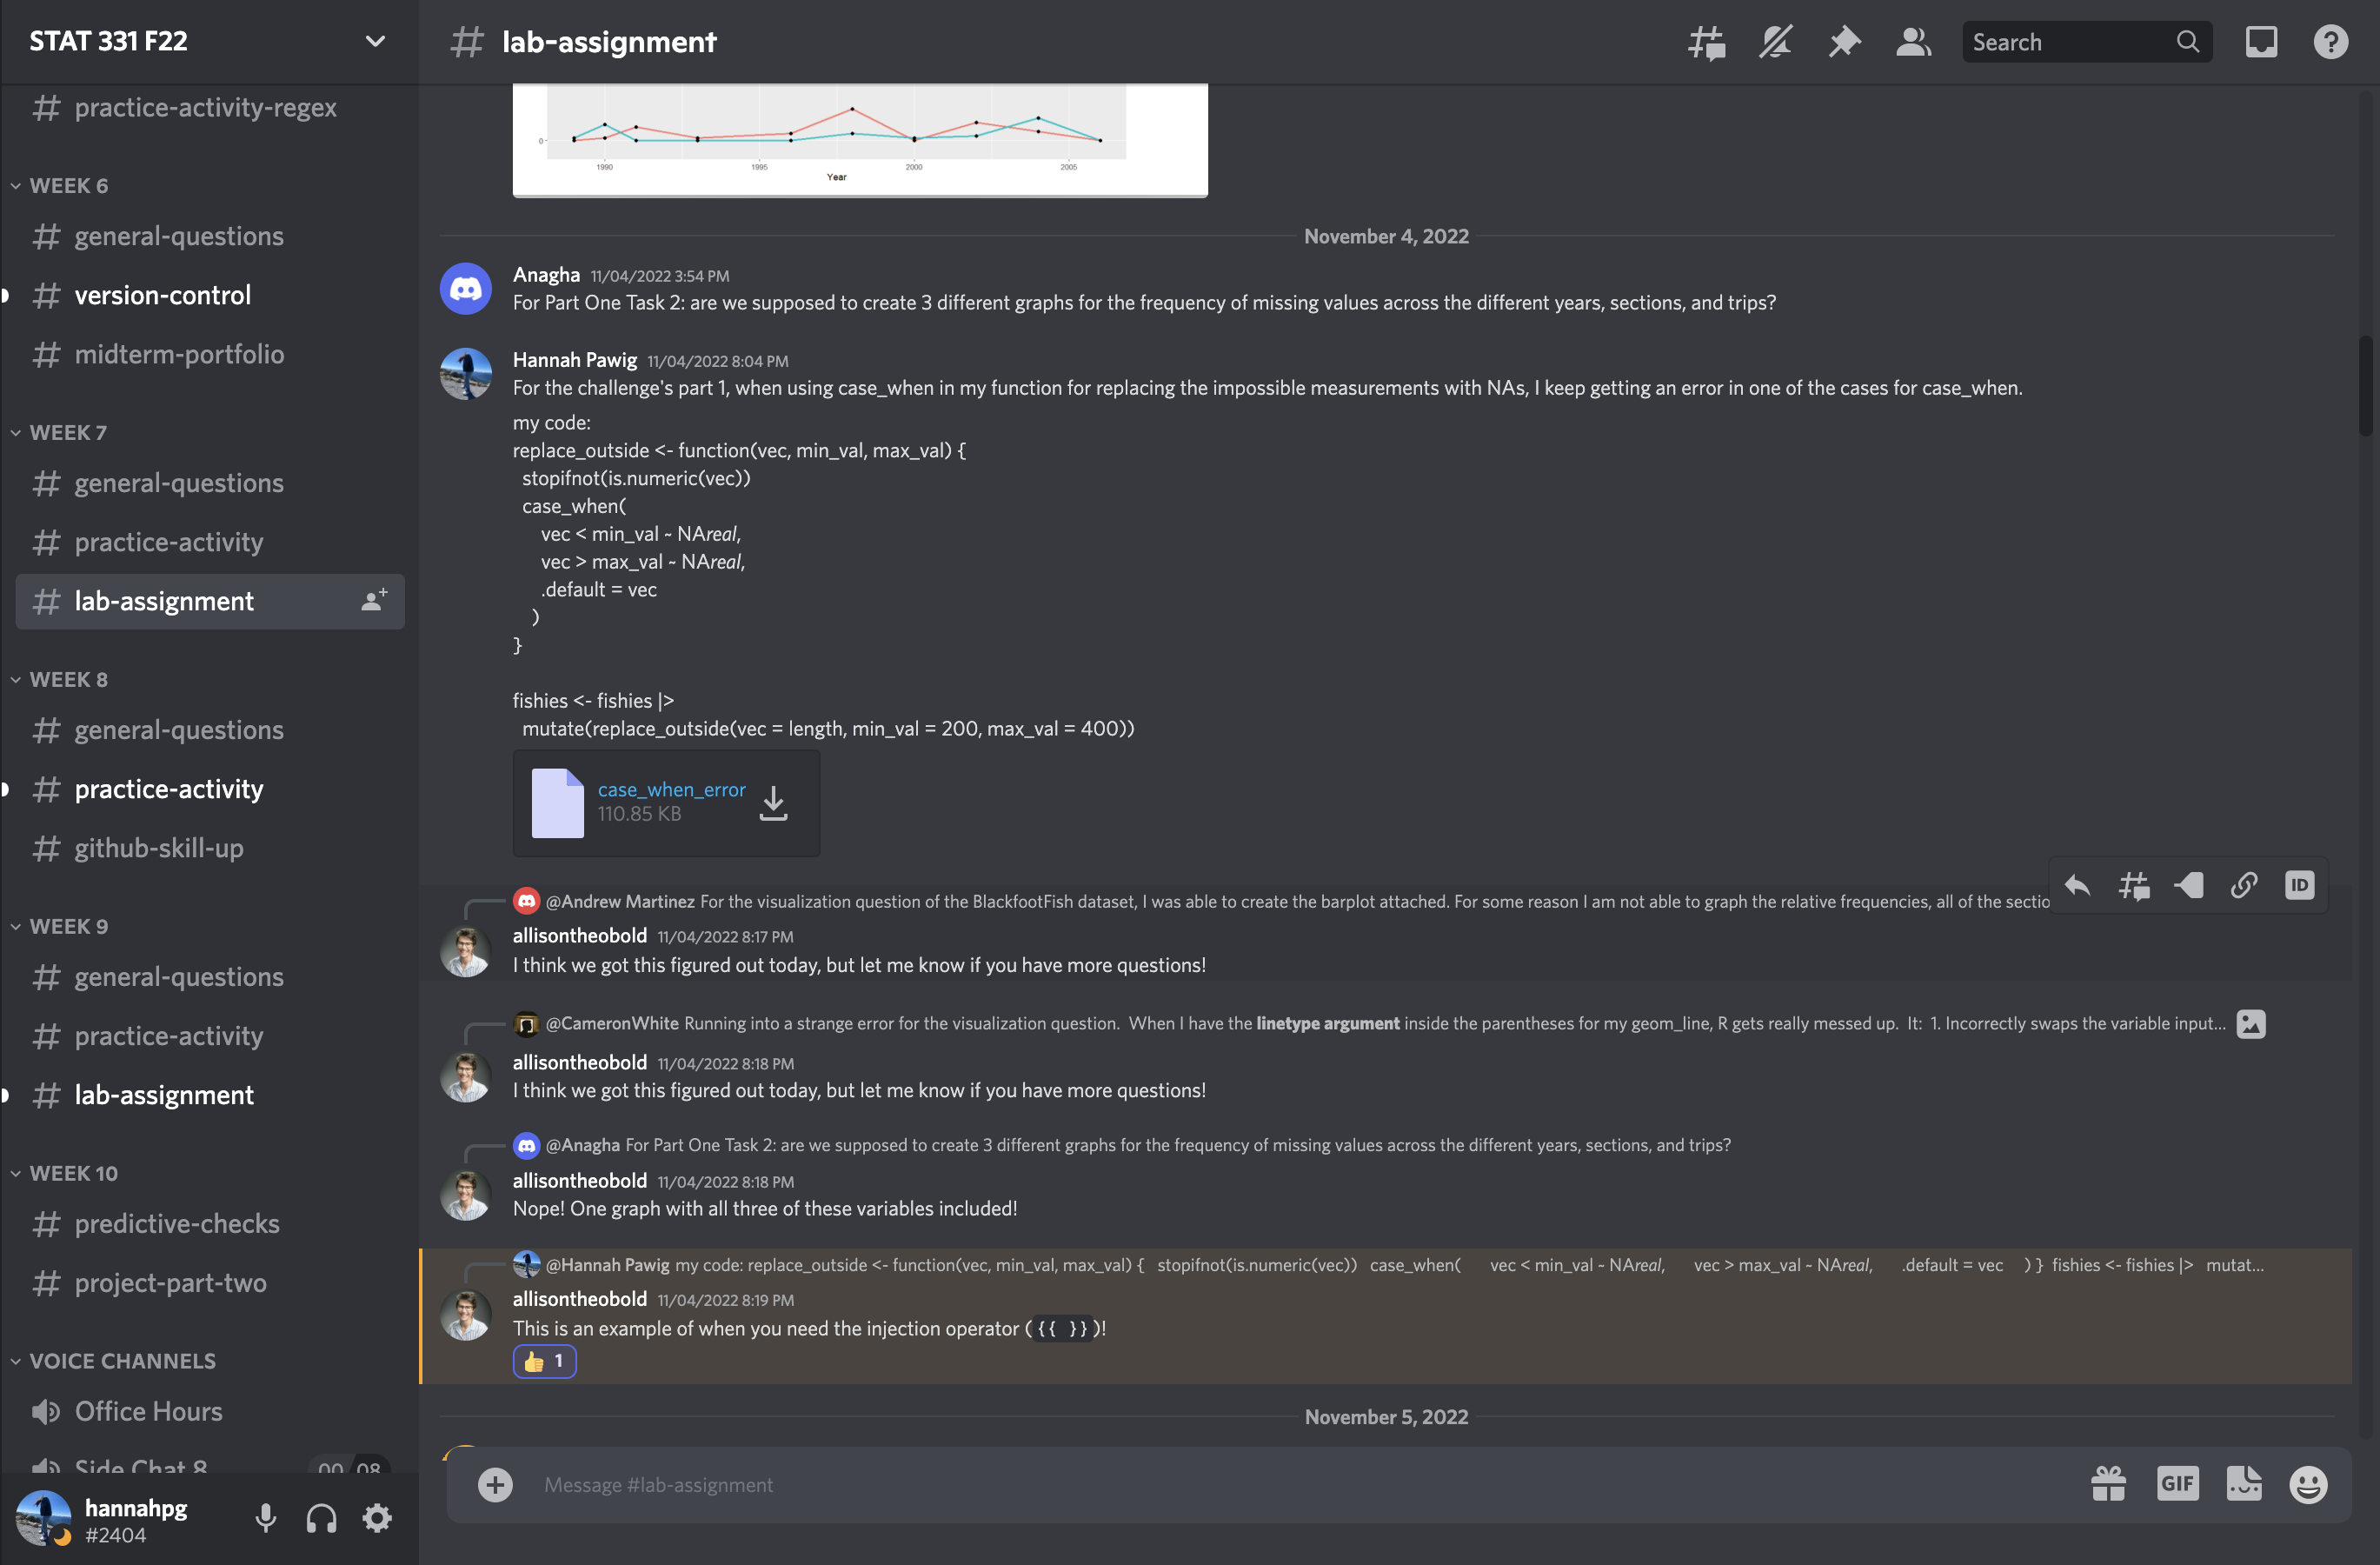 STAT 331 F22
practice-activity-regex
WEEK 6
general-questions
version-control
midterm-portfolio
WEEK 7
general-questions
practice-activity
lab-assignment
WEEK 8
general-questions
practice-activity
github-skill-up
WEEK 9
general-questions
practice-activity
lab-assignment
WEEK 10
predictive-checks
project-part-two
VOICE CHANNELS
Office Hours
Side Chat 8 00 08
hannahpg
#2404
# lab-assignment
Search
0
1990 1995 2000 2005
Year
November 4, 2022
Anagha 11/04/2022 3:54 PM
For Part One Task 2: are we supposed to create 3 different graphs for the frequency of missing values across the different years, sections, and trips?
Hannah Pawig 11/04/2022 8:04 PM
For the challenge's part 1, when using case_when in my function for replacing the impossible measurements with NAs, I keep getting an error in one of the cases for case_when.
my code:
replace_outside <- function(vec, min_val, max_val) {
stopifnot(is.numeric(vec))
case_when(
vec < min_val ~ NAreal,
vec > max_val ~ NAreal,
.default = vec
)
}
fishies <- fishies |>
mutate(replace_outside(vec = length, min_val = 200, max_val = 400))
case_when_error
110.85 KB
@Andrew Martinez For the visualization question of the BlackfootFish dataset, I was able to create the barplot attached. For some reason I am not able to graph the relative frequencies, all of the sectio
ID
allisontheobold 11/04/2022 8:17 PM
I think we got this figured out today, but let me know if you have more questions!
@CameronWhite Running into a strange error for the visualization question. When I have the linetype argument inside the parentheses for my geom_line, R gets really messed up. It: 1. Incorrectly swaps the variable input...
allisontheobold 11/04/2022 8:18 PM
I think we got this figured out today, but let me know if you have more questions!
@Anagha For Part One Task 2: are we supposed to create 3 different graphs for the frequency of missing values across the different years, sections, and trips?
allisontheobold 11/04/2022 8:18 PM
Nope! One graph with all three of these variables included!
@Hannah Pawig my code: replace_outside <- function(vec, min_val, max_val) { stopifnot(is.numeric(vec)) case_when( vec < min_val ~ NAreal, vec > max_val ~ NAreal, .default = vec ) } fishies <- fishies |> mutat...
allisontheobold 11/04/2022 8:19 PM
This is an example of when you need the injection operator ({{ }})!
👍 1
November 5, 2022
Message #lab-assignment
GIF